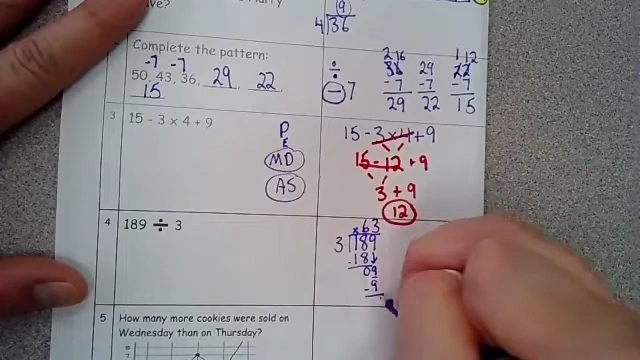 ve?
(9)
4 36
Complete the pattern:
-7 -7
50, 43, 36, 29 22
15
÷
- 7
2 16
36
-7
29
29
-7
22
1 12
22
-7
15
3
15 - 3 × 4 + 9
P
E
MD
AS
15 - 3 × 4 + 9
15 - 12 + 9
3 + 9
12
4
189 ÷ 3
x63
3 189
-18↓
09
-9
5
How many more cookies were sold on
Wednesday than on Thursday?